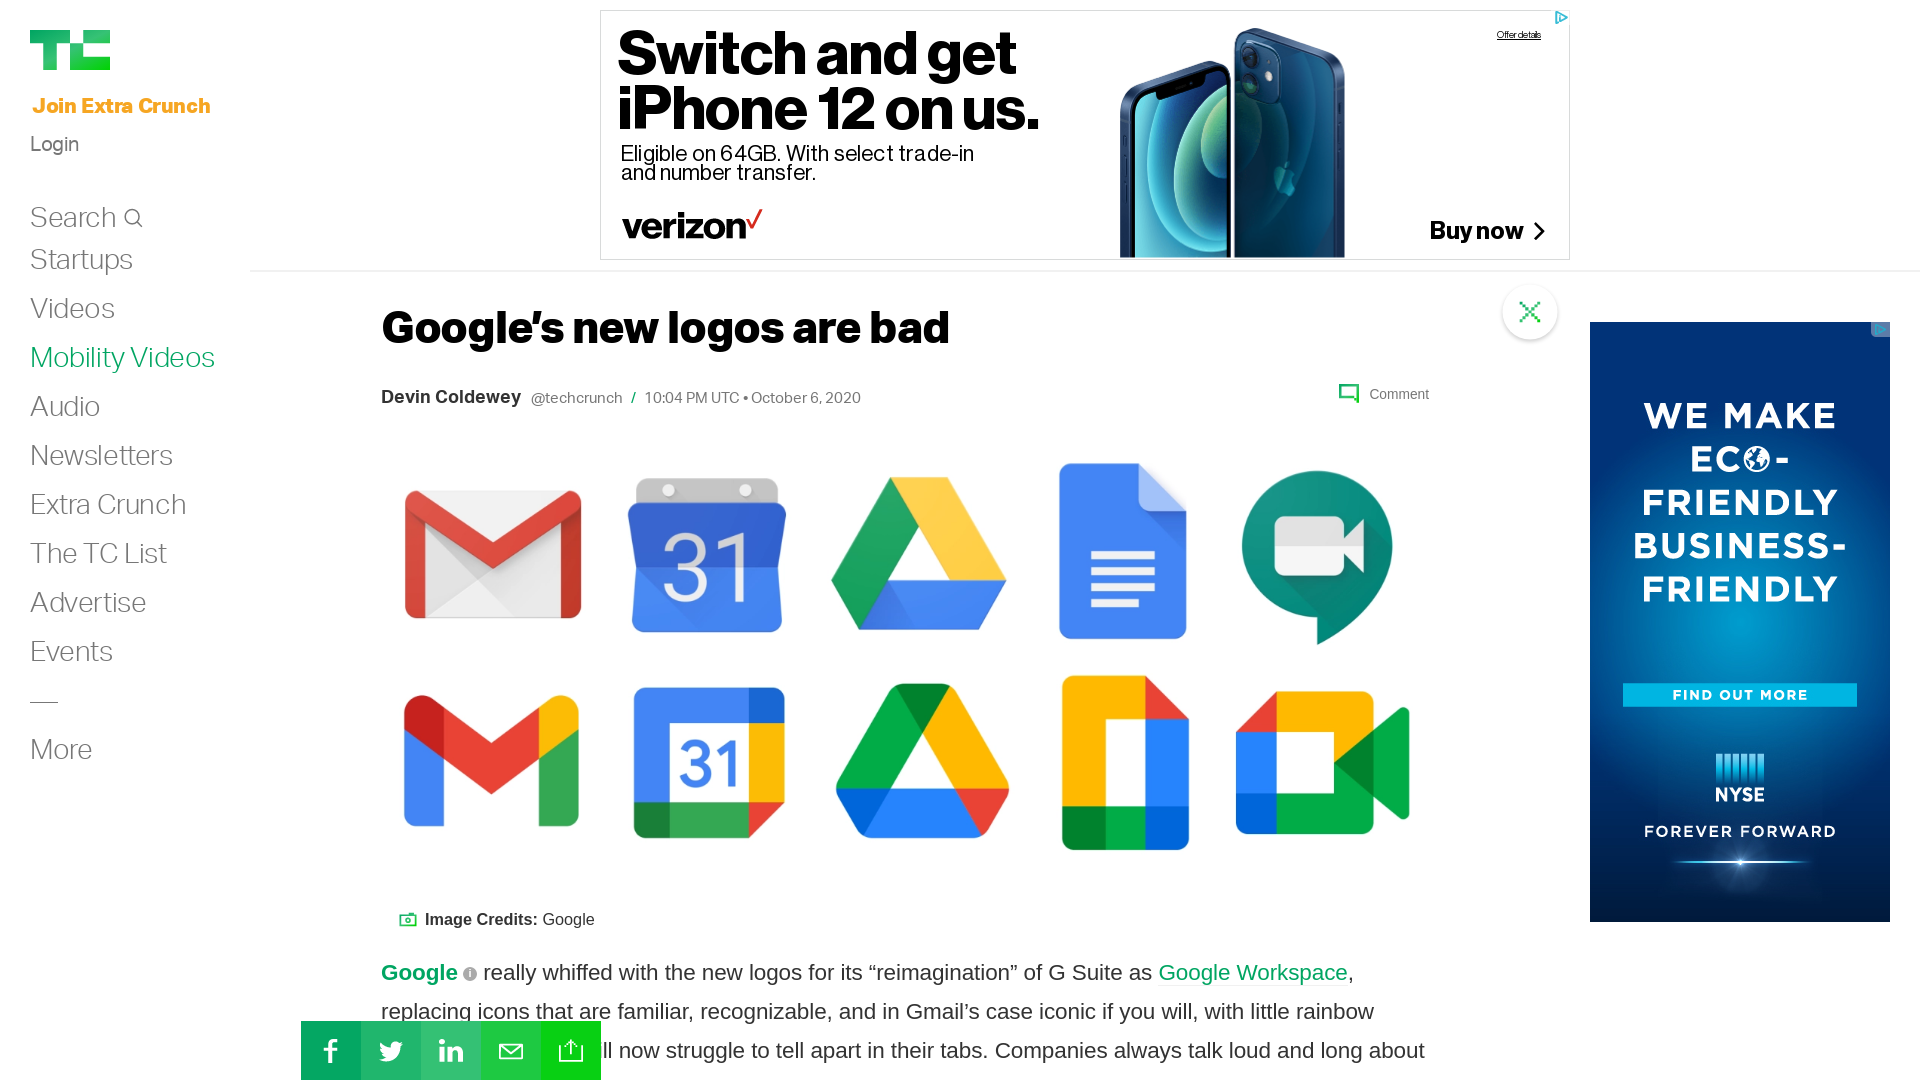 TC
Join Extra Crunch
Login
Search
Startups
Videos
Mobility Videos
Audio
Newsletters
Extra Crunch
The TC List
Advertise
Events
More
Switch and get
iPhone 12 on us.
Eligible on 64GB. With select trade-in
and number transfer.
verizon
Offer details
Buy now
Google’s new logos are bad
Devin Coldewey @techcrunch / 10:04 PM UTC • October 6, 2020
Comment
31
31
Image Credits: Google
Google really whiffed with the new logos for its “reimagination” of G Suite as Google Workspace,
replacing icons that are familiar, recognizable, and in Gmail’s case iconic if you will, with little rainbow
ll now struggle to tell apart in their tabs. Companies always talk loud and long about
WE MAKE
ECO-
FRIENDLY
BUSINESS-
FRIENDLY
FIND OUT MORE
NYSE
FOREVER FORWARD